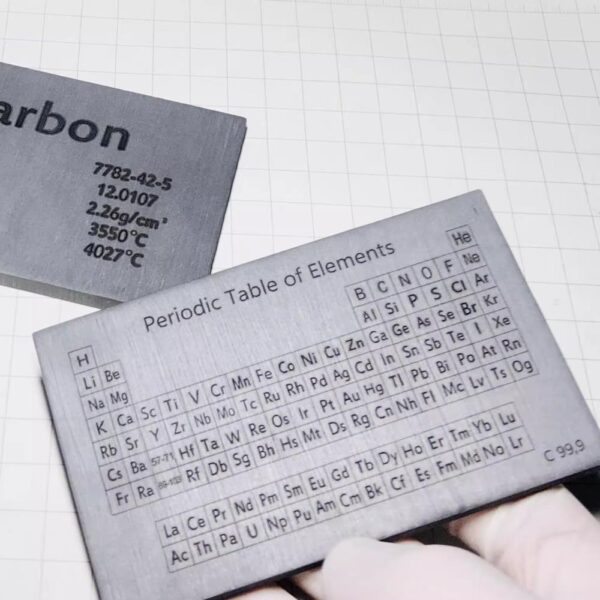 arbon
7782-42-5
12.0107
2.26g/cm³
3550°C
4027°C
Periodic Table of Elements
H He
Li Be B C N O F Ne
Na Mg Al Si P S Cl Ar
K Ca Sc Ti V Cr Mn Fe Co Ni Cu Zn Ga Ge As Se Br Kr
Rb Sr Y Zr Nb Mo Tc Ru Rh Pd Ag Cd In Sn Sb Te I Xe
Cs Ba 57-71 Hf Ta W Re Os Ir Pt Au Hg Tl Pb Bi Po At Rn
Fr Ra 89-103 Rf Db Sg Bh Hs Mt Ds Rg Cn Nh Fl Mc Lv Ts Og
La Ce Pr Nd Pm Sm Eu Gd Tb Dy Ho Er Tm Yb Lu
Ac Th Pa U Np Pu Am Cm Bk Cf Es Fm Md No Lr
C 99.9